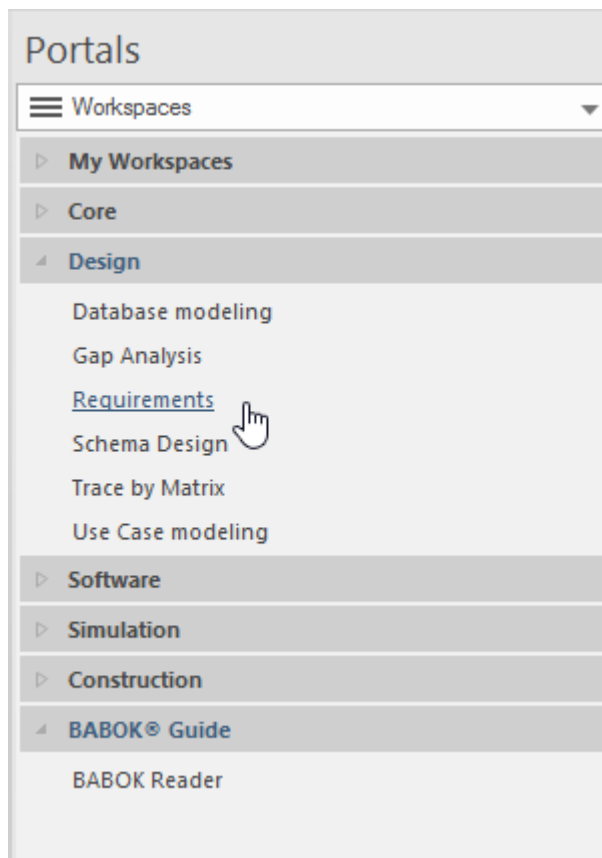 Portals
Workspaces
My Workspaces
Core
Design
Database modeling
Gap Analysis
Requirements
Schema Design
Trace by Matrix
Use Case modeling
Software
Simulation
Construction
BABOK® Guide
BABOK Reader